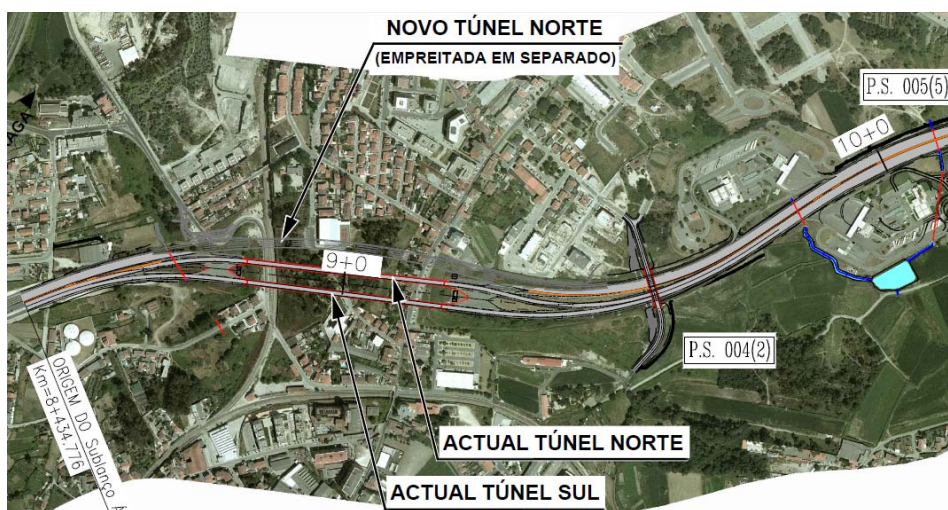 NOVO TÚNEL NORTE
(EMPREITADA EM SEPARADO)
P.S. 005(5)
AGA
10+0
9+0
P.S. 004(2)
ORIGEM DO Sublanço
Km=8+434.776
ACTUAL TÚNEL NORTE
ACTUAL TÚNEL SUL